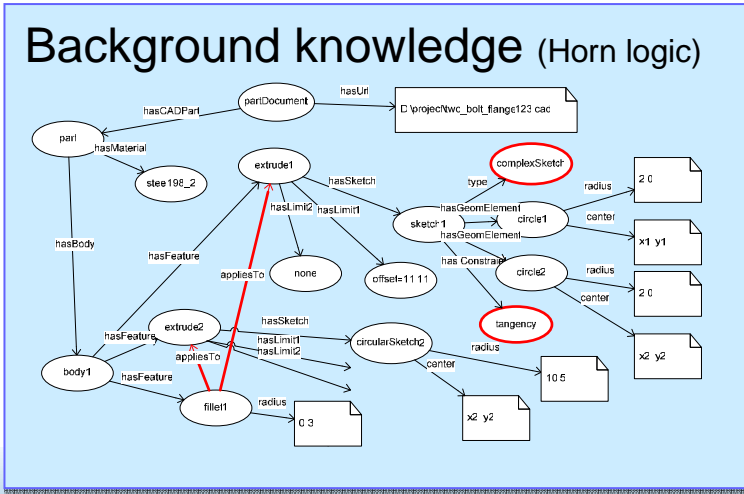 Background knowledge (Horn logic)
partDocument
hasUrl
D \project\two_bolt_flange123 cad
hasCADPart
part
hasMaterial
steel98_2
extrude1
hasSketch
complexSketch
type
radius
2 0
hasLimit2
hasLimit1
hasGeomElement
sketch1
circle1
center
x1 y1
hasGeomElement
hasBody
hasFeature
appliesTo
none
offset=11 11
has Constrain
circle2
radius
2 0
center
tangency
x2 y2
hasFeature
extrude2
hasSketch
hasLimit1
hasLimit2
circularSketch2
radius
appliesTo
body1
hasFeature
center
10 5
fillet1
radius
0 3
x2 y2